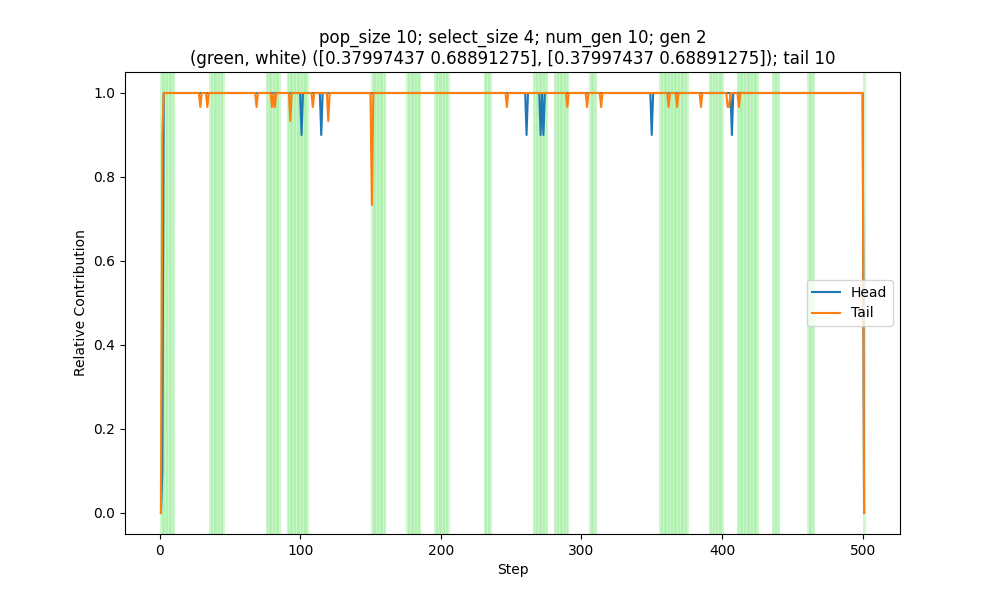 pop_size 10; select_size 4; num_gen 10; gen 2
(green, white) ([0.37997437 0.68891275], [0.37997437 0.68891275]); tail 10
1.0
0.8
0.6
0.4
0.2
0.0
Relative Contribution
Head
Tail
0
100
200
300
400
500
Step